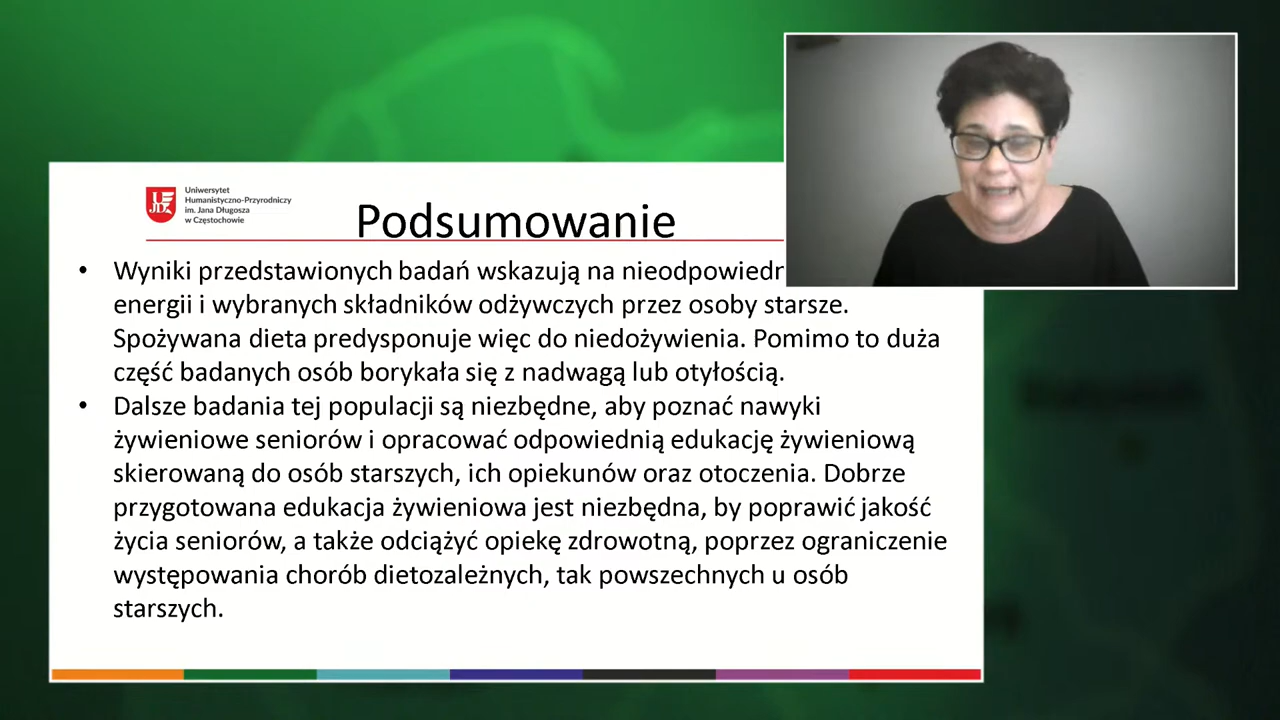 Uniwersytet
Humanistyczno-Przyrodniczy
im. Jana Długosza
w Częstochowie
Podsumowanie
• Wyniki przedstawionych badań wskazują na
energii i wybranych składników odżywczych przez osoby starsze.
Spożywana dieta predysponuje więc do niedożywienia. Pomimo to duża
część badanych osób borykała się z nadwagą lub otyłością.
• Dalsze badania tej populacji są niezbędne, aby poznać nawyki
żywieniowe seniorów i opracować odpowiednią edukację żywieniową
skierowaną do osób starszych, ich opiekunów oraz otoczenia. Dobrze
przygotowana edukacja żywieniowa jest niezbędna, by poprawić jakość
życia seniorów, a także odciążyć opiekę zdrowotną, poprzez ograniczenie
występowania chorób dietozależnych, tak powszechnych u osób
starszych.